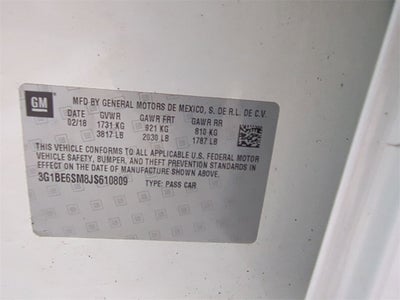 GM
MFD BY GENERAL MOTORS DE MEXICO, S. DE R.L. DE C.V.
DATE GVWR GAWR FRT GAWR RR
02/18 1731 KG 921 KG 810 KG
3817 LB 2030 LB 1787 LB
THIS VEHICLE CONFORMS TO ALL APPLICABLE U.S. FEDERAL MOTOR
VEHICLE SAFETY, BUMPER, AND THEFT PREVENTION STANDARDS IN
EFFECT ON THE DATE OF MANUFACTURE SHOWN ABOVE.
3G1BE6SM8JS610809 TYPE: PASS CAR